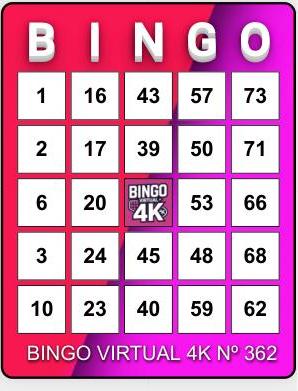 B I N G O
1 16 43 57 73
2 17 39 50 71
6 20 BINGO VIRTUAL 4K 53 66
3 24 45 48 68
10 23 40 59 62
BINGO VIRTUAL 4K Nº 362